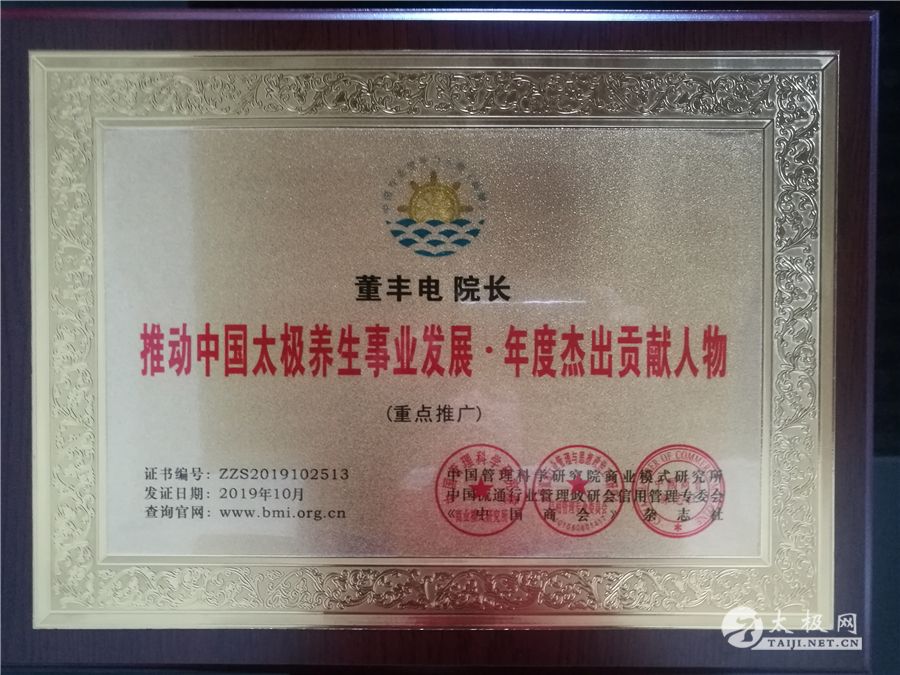 董丰电 院长
推动中国太极养生事业发展·年度杰出贡献人物
(重点推广)
证书编号：ZZS2019102513
发证日期：2019年10月
查询官网：www.bmi.org.cn
中国管理科学研究院商业模式研究所
中国流通行业管理政研会信用管理专委会
《中国商会》杂志社
太极网
TAIJI.NET.CN